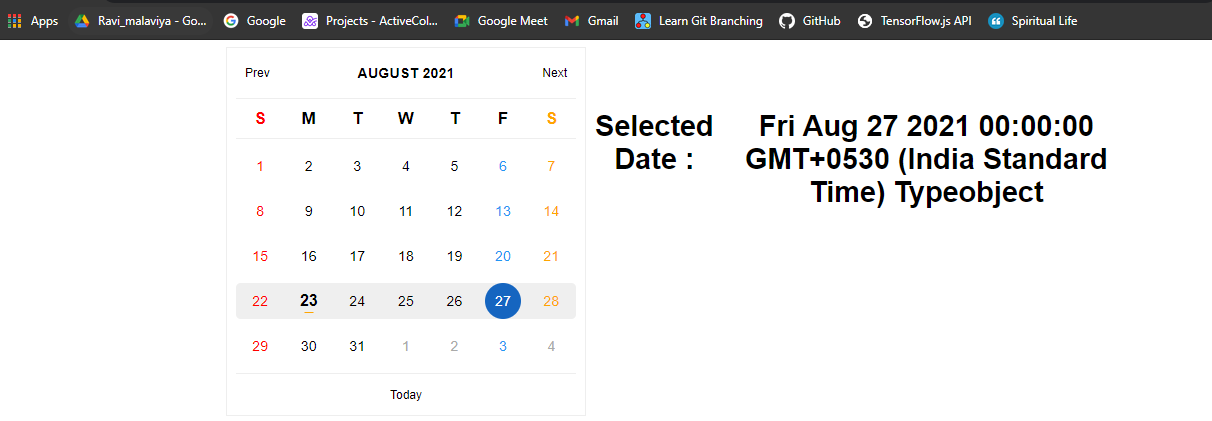 Apps Ravi_malaviya - Go... Google Projects - ActiveCol... Google Meet Gmail Learn Git Branching GitHub TensorFlow.js API Spiritual Life
Prev AUGUST 2021 Next
S M T W T F S
1 2 3 4 5 6 7
8 9 10 11 12 13 14
15 16 17 18 19 20 21
22 23 24 25 26 27 28
29 30 31 1 2 3 4
Today
Selected
Date :
Fri Aug 27 2021 00:00:00
GMT+0530 (India Standard
Time) Typeobject